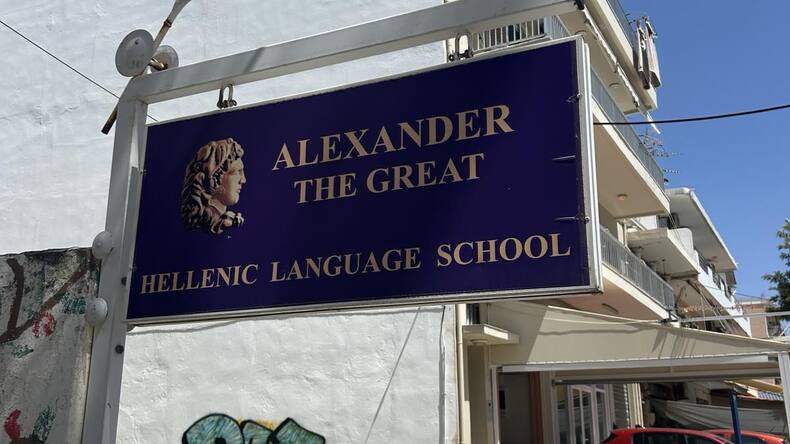 ALEXANDER
THE GREAT
HELLENIC LANGUAGE SCHOOL